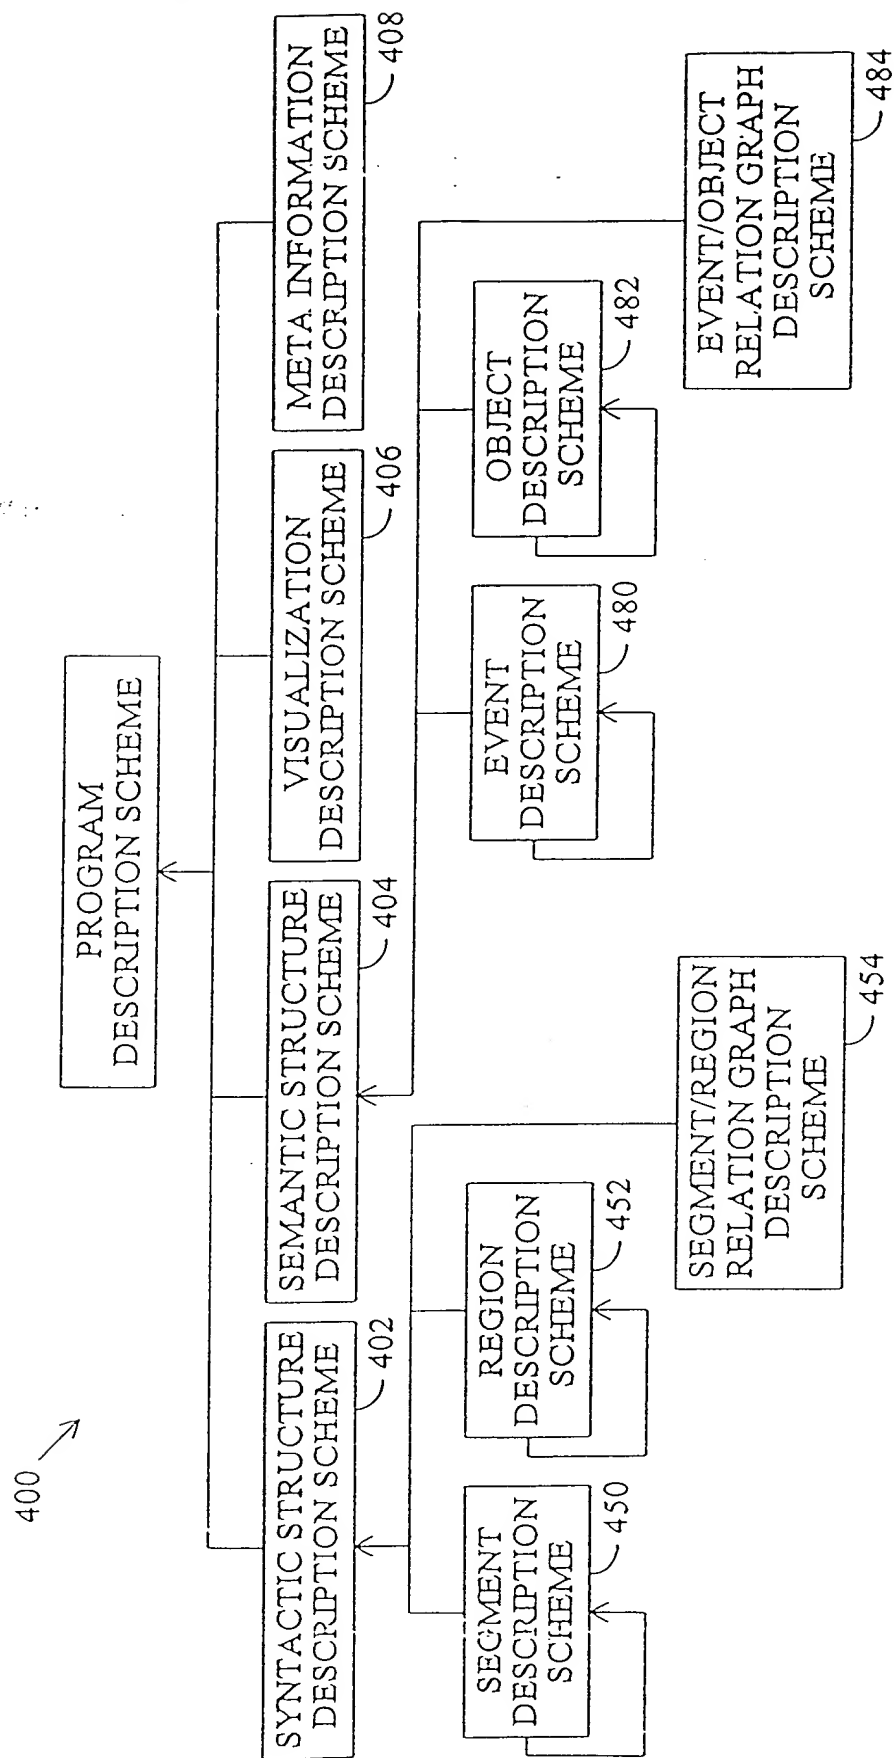 400
PROGRAM
DESCRIPTION SCHEME
SYNTACTIC STRUCTURE
DESCRIPTION SCHEME
402
SEMANTIC STRUCTURE
DESCRIPTION SCHEME
404
VISUALIZATION
DESCRIPTION SCHEME
406
META INFORMATION
DESCRIPTION SCHEME
408
SEGMENT
DESCRIPTION
SCHEME
450
REGION
DESCRIPTION
SCHEME
452
EVENT
DESCRIPTION
SCHEME
480
OBJECT
DESCRIPTION
SCHEME
482
SEGMENT/REGION
RELATION GRAPH
DESCRIPTION
SCHEME
454
EVENT/OBJECT
RELATION GRAPH
DESCRIPTION
SCHEME
484